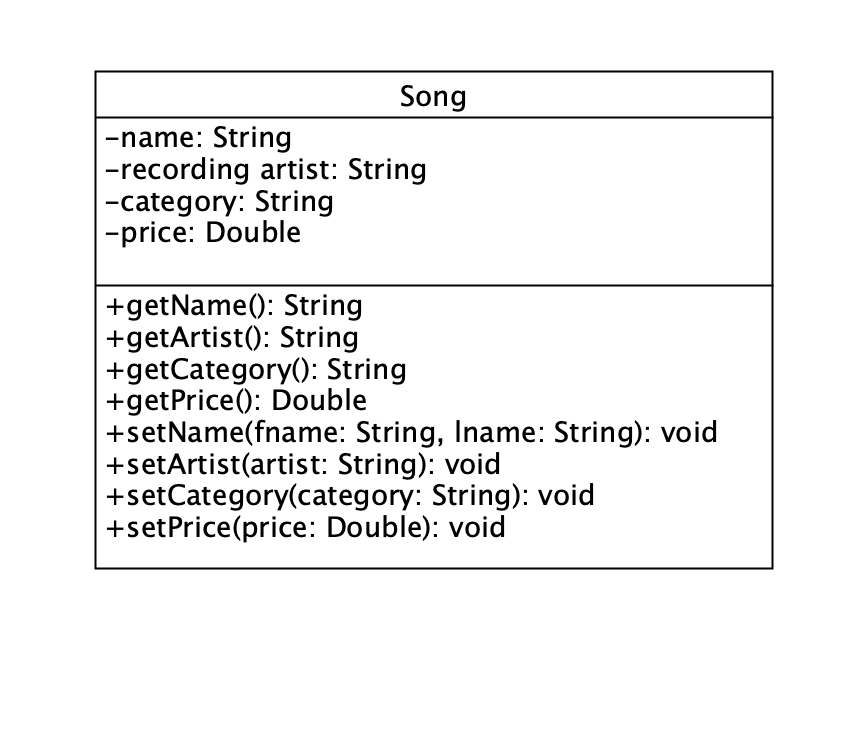 Song
-name: String
-recording artist: String
-category: String
-price: Double
+getName(): String
+getArtist(): String
+getCategory(): String
+getPrice(): Double
+setName(fname: String, lname: String): void
+setArtist(artist: String): void
+setCategory(category: String): void
+setPrice(price: Double): void